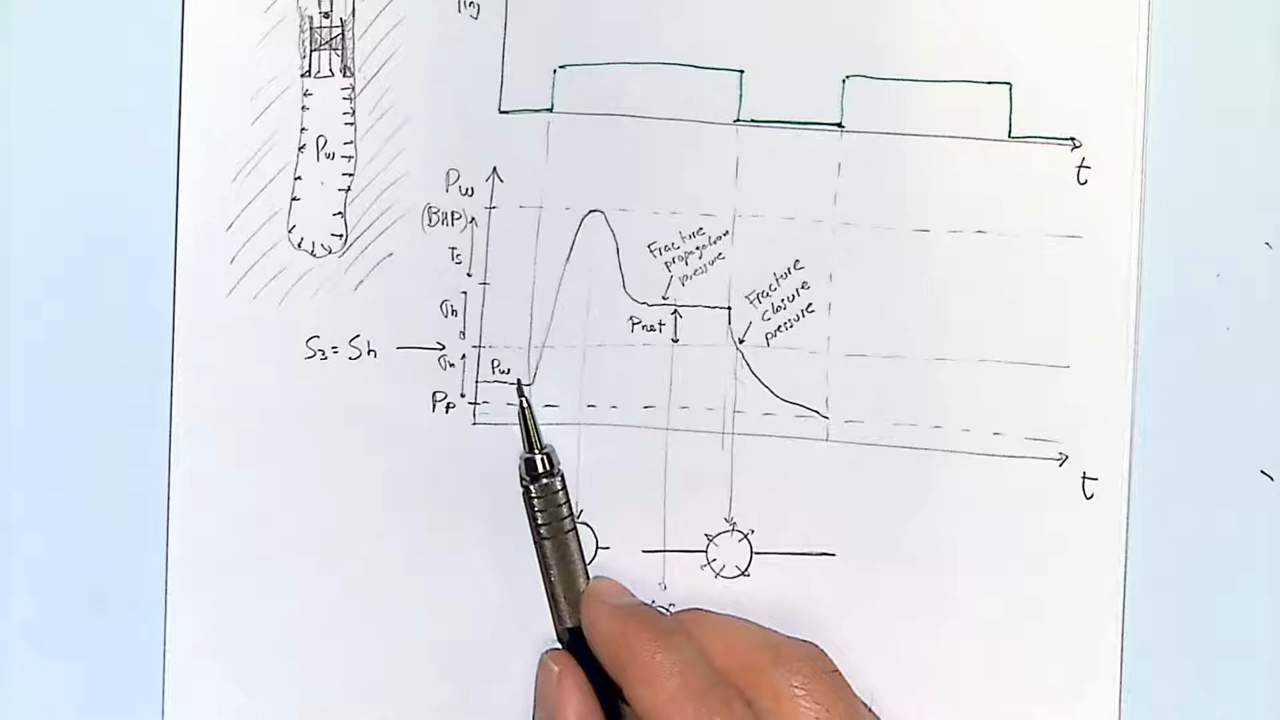 Pw
t
Pw
(BHP)
Ts
σh
S3 = Sh
σh
Pw
Pp
Fracture
propagation
pressure
Pnet
Fracture
closure
pressure
t